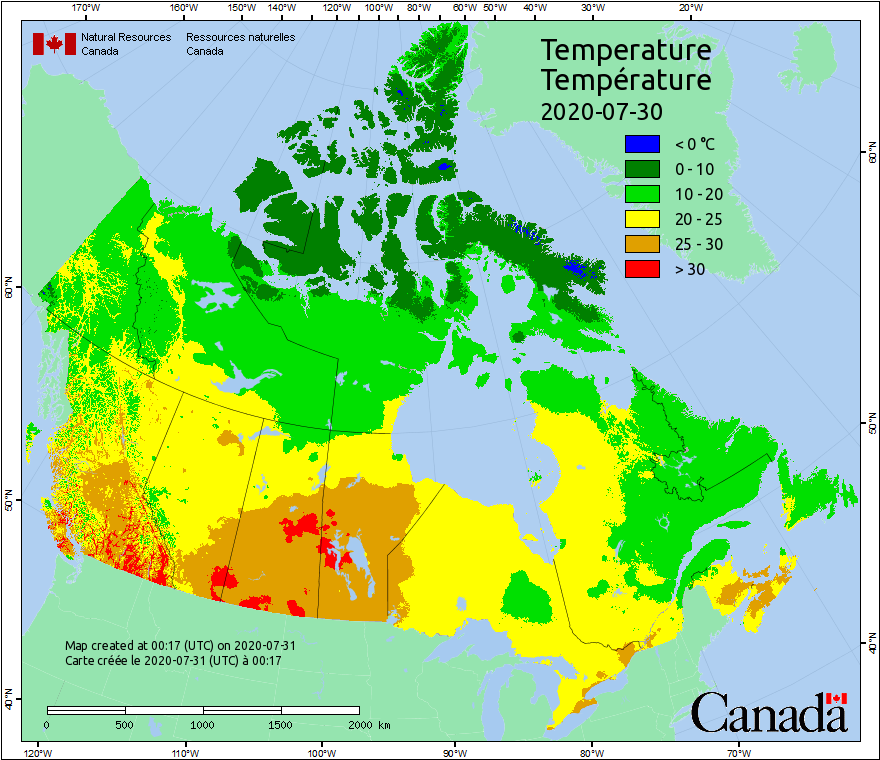 170°W 160°W 150°W 140°W 120°W 100°W 80°W 60°W 50°W 40°W 30°W 20°W
Natural Resources Ressources naturelles
Canada Canada
Temperature
Température
2020-07-30
< 0 °C
0 - 10
10 - 20
20 - 25
25 - 30
> 30
60°N
60°N
50°N
50°N
40°N
40°N
Map created at 00:17 (UTC) on 2020-07-31
Carte créée le 2020-07-31 (UTC) à 00:17
0 500 1000 1500 2000 km
Canada
120°W 110°W 100°W 90°W 80°W 70°W